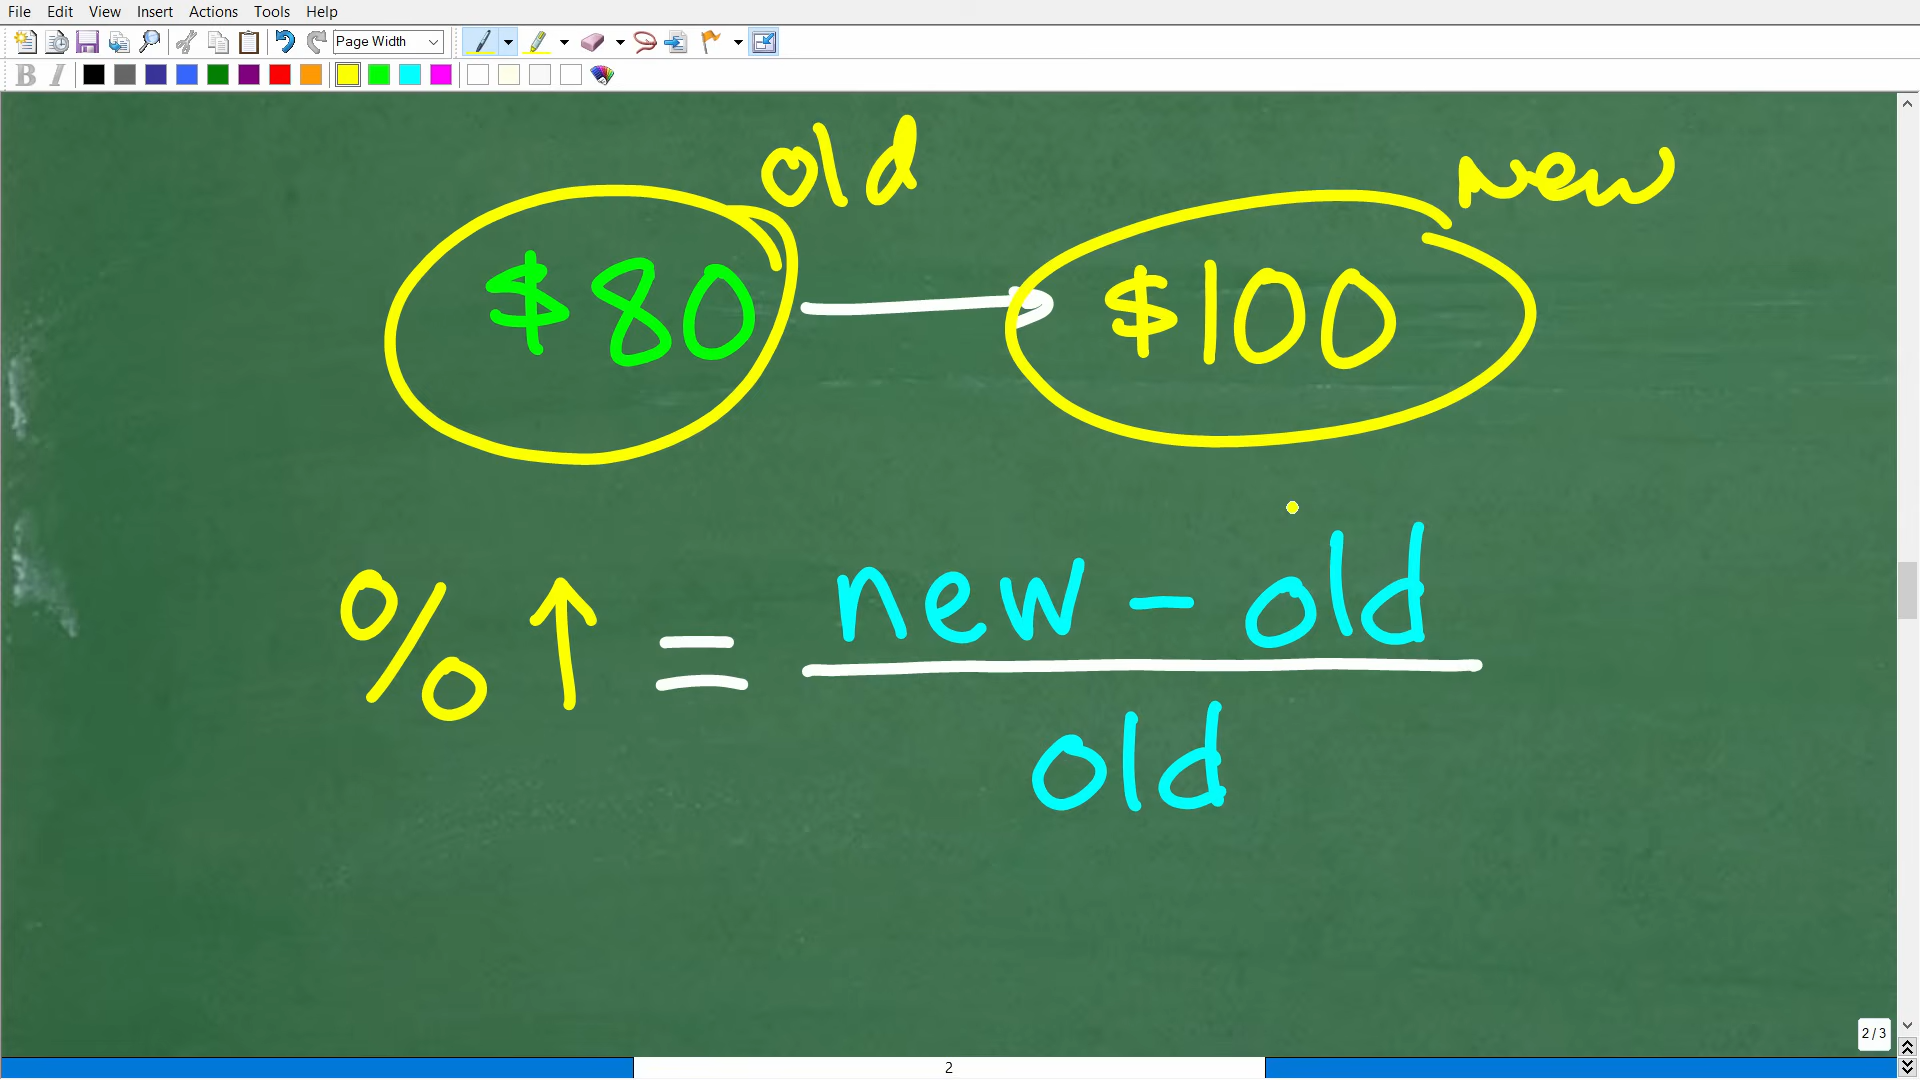 File Edit View Insert Actions Tools Help
Page Width
B I
old
New
$80
$100
% ↑ = new - old
old
2 / 3
2